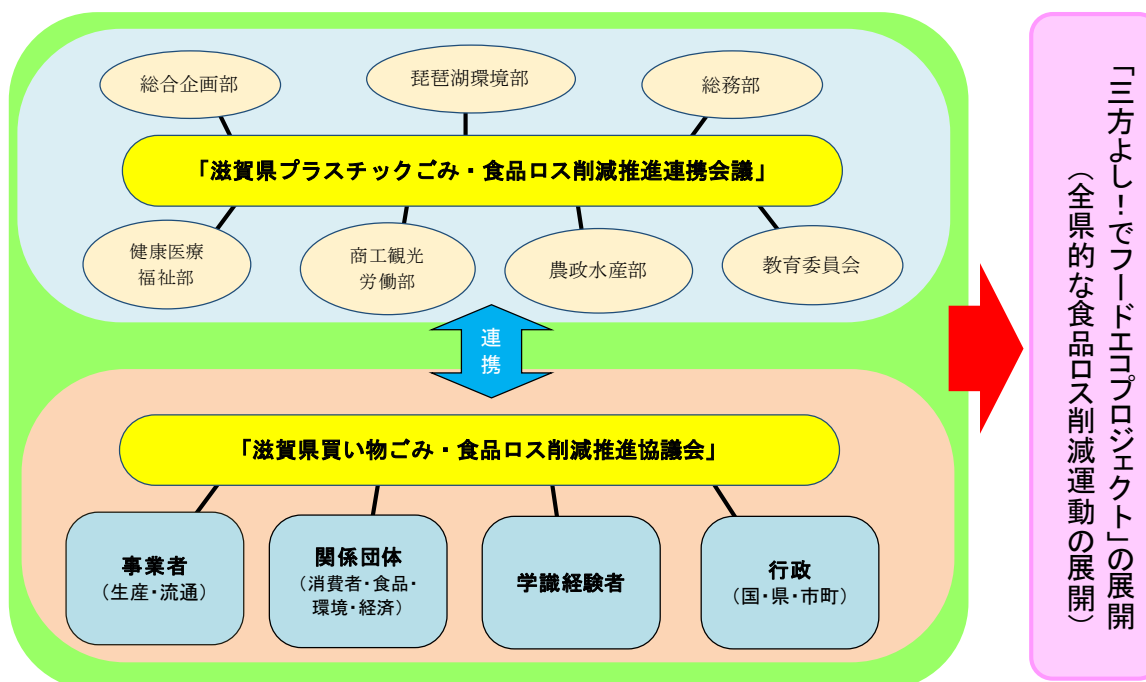 総合企画部
琵琶湖環境部
総務部
「滋賀県プラスチックごみ・食品ロス削減推進連携会議」
健康医療
福祉部
商工観光
労働部
農政水産部
教育委員会
連
携
「滋賀県買い物ごみ・食品ロス削減推進協議会」
事業者
（生産・流通）
関係団体
（消費者・食品・
環境・経済）
学識経験者
行政
（国・県・市町）
「三方よし！でフードエコプロジェクト」の展開
（全県的な食品ロス削減運動の展開）